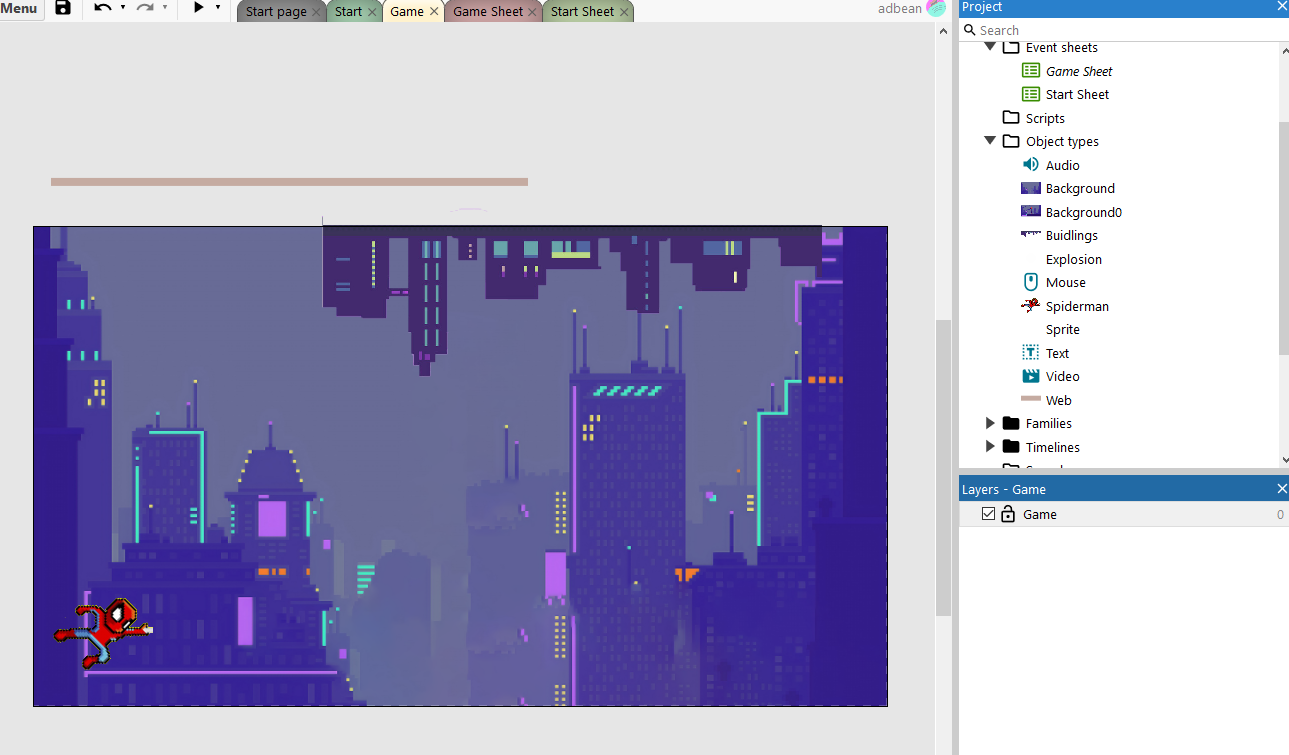 Menu
Start page
Start
Game
Game Sheet
Start Sheet
adbean
Project
Search
Event sheets
Game Sheet
Start Sheet
Scripts
Object types
Audio
Background
Background0
Buidlings
Explosion
Mouse
Spiderman
Sprite
Text
Video
Web
Families
Timelines
Layers - Game
Game
0